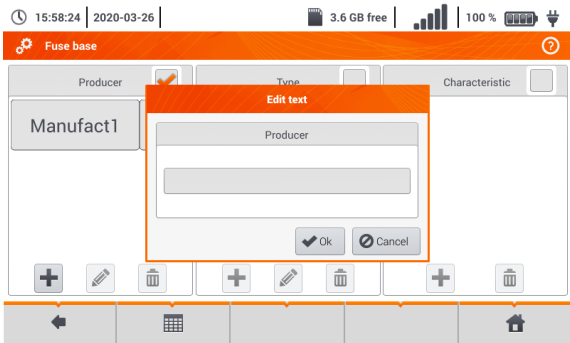 15:58:24 2020-03-26 3.6 GB free 100 %
Fuse base
Producer Type Characteristic
Edit text
Manufact1
Producer
Ok Cancel